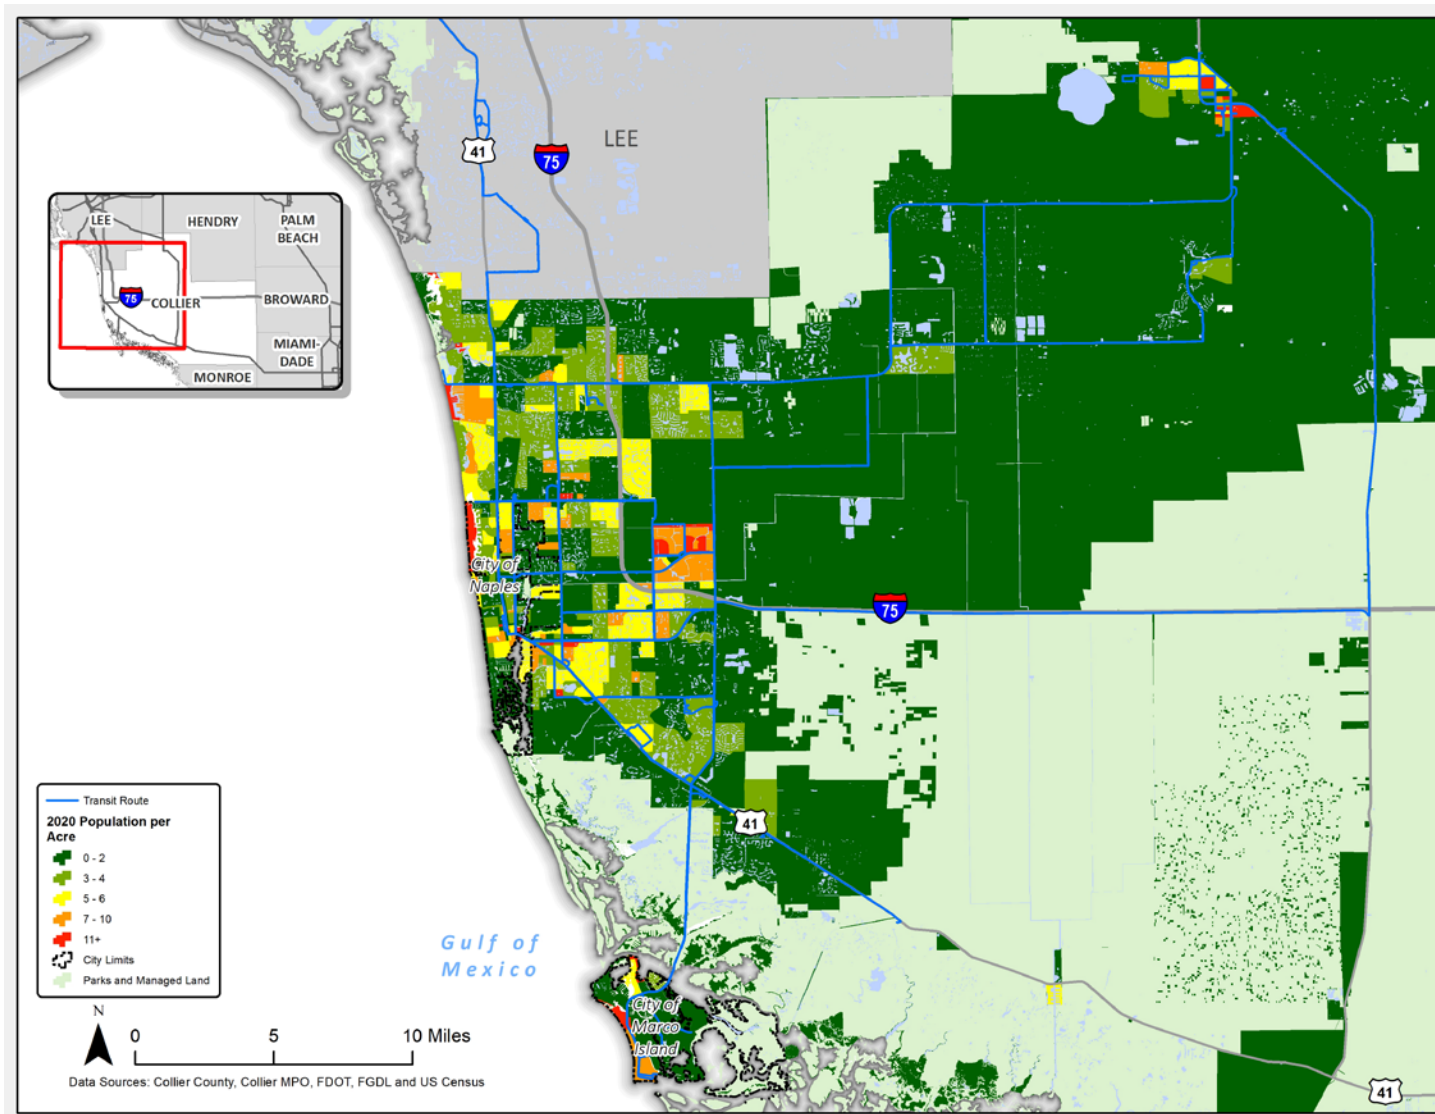 41
75
LEE
LEE
HENDRY
PALM
BEACH
75
COLLIER
BROWARD
MIAMI-
DADE
MONROE
City of
Naples
75
41
Transit Route
2020 Population per
Acre
0 - 2
3 - 4
5 - 6
7 - 10
11+
City Limits
Parks and Managed Land
Gulf of
Mexico
City of
Marco
Island
N
0 5 10 Miles
Data Sources: Collier County, Collier MPO, FDOT, FGDL and US Census
41